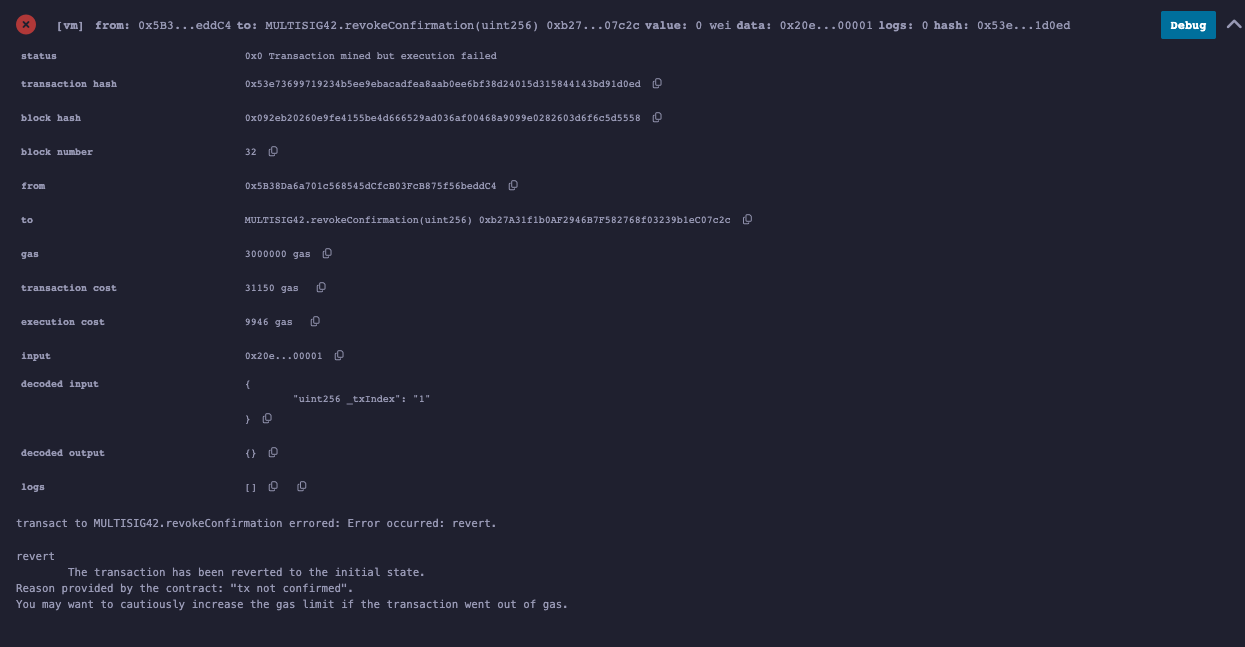 [vm] from: 0x5B3...eddC4 to: MULTISIG42.revokeConfirmation(uint256) 0xb27...07c2c value: 0 wei data: 0x20e...00001 logs: 0 hash: 0x53e...1d0ed Debug
status 0x0 Transaction mined but execution failed
transaction hash 0x53e73699719234b5ee9ebacadfea8aab0ee6bf38d24015d315844143bd91d0ed
block hash 0x092eb20260e9fe4155be4d666529ad036af00468a9099e0282603d6f6c5d5558
block number 32
from 0x5B38Da6a701c568545dCfcB03FcB875f56beddC4
to MULTISIG42.revokeConfirmation(uint256) 0xb27A31f1b0AF2946B7F582768f03239b1eC07c2c
gas 3000000 gas
transaction cost 31150 gas
execution cost 9946 gas
input 0x20e...00001
decoded input {
"uint256 _txIndex": "1"
}
decoded output {}
logs []
transact to MULTISIG42.revokeConfirmation errored: Error occurred: revert.
revert
The transaction has been reverted to the initial state.
Reason provided by the contract: "tx not confirmed".
You may want to cautiously increase the gas limit if the transaction went out of gas.